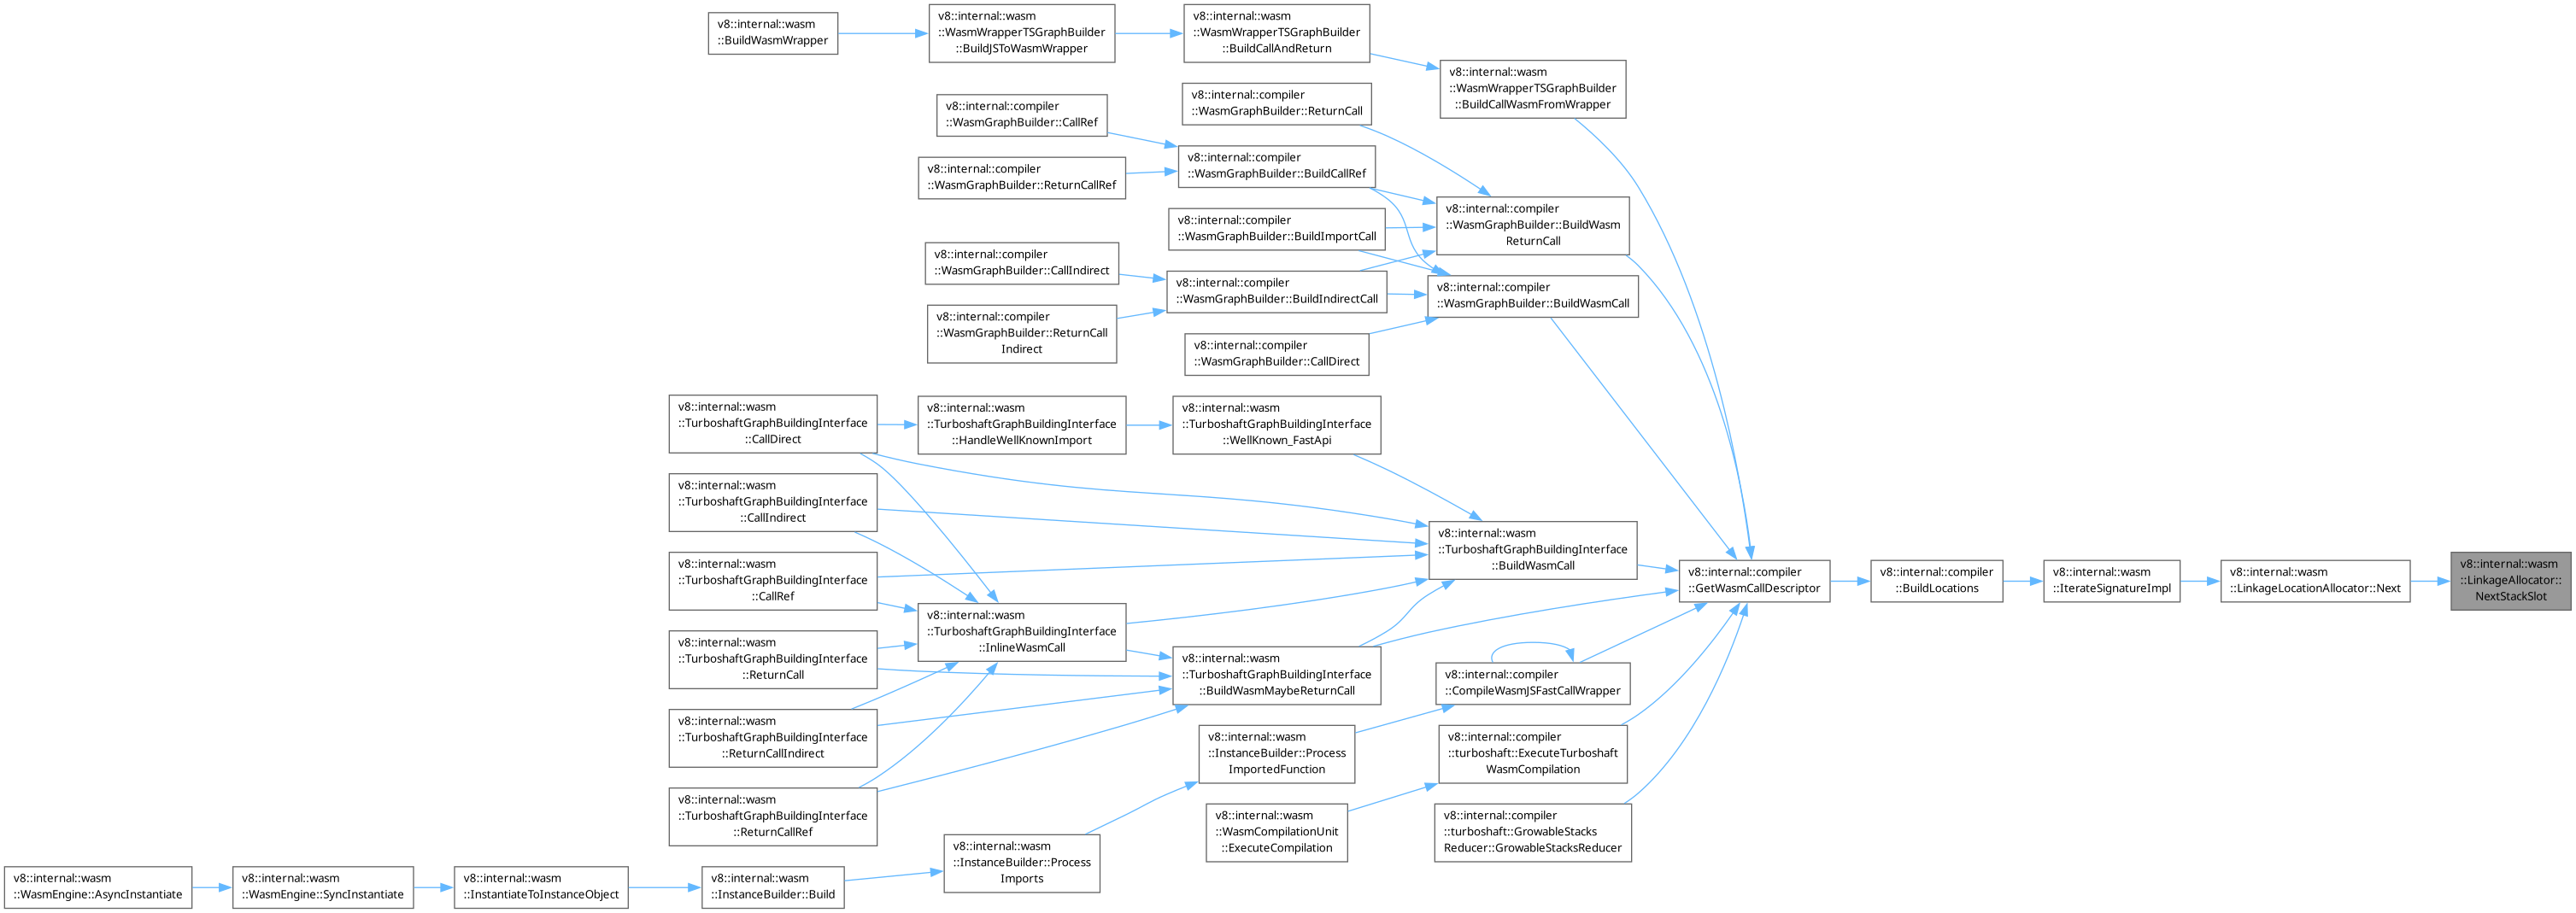 v8::internal::wasm
::BuildWasmWrapper
v8::internal::wasm
::WasmWrapperTSGraphBuilder
::BuildJSToWasmWrapper
v8::internal::wasm
::WasmWrapperTSGraphBuilder
::BuildCallAndReturn
v8::internal::wasm
::WasmWrapperTSGraphBuilder
::BuildCallWasmFromWrapper
v8::internal::compiler
::WasmGraphBuilder::ReturnCall
v8::internal::compiler
::WasmGraphBuilder::CallRef
v8::internal::compiler
::WasmGraphBuilder::BuildCallRef
v8::internal::compiler
::WasmGraphBuilder::ReturnCallRef
v8::internal::compiler
::WasmGraphBuilder::BuildWasm
ReturnCall
v8::internal::compiler
::WasmGraphBuilder::BuildImportCall
v8::internal::compiler
::WasmGraphBuilder::CallIndirect
v8::internal::compiler
::WasmGraphBuilder::BuildIndirectCall
v8::internal::compiler
::WasmGraphBuilder::BuildWasmCall
v8::internal::compiler
::WasmGraphBuilder::ReturnCall
Indirect
v8::internal::compiler
::WasmGraphBuilder::CallDirect
v8::internal::wasm
::TurboshaftGraphBuildingInterface
::CallDirect
v8::internal::wasm
::TurboshaftGraphBuildingInterface
::HandleWellKnownImport
v8::internal::wasm
::TurboshaftGraphBuildingInterface
::WellKnown_FastApi
v8::internal::wasm
::TurboshaftGraphBuildingInterface
::CallIndirect
v8::internal::wasm
::TurboshaftGraphBuildingInterface
::BuildWasmCall
v8::internal::wasm
::TurboshaftGraphBuildingInterface
::CallRef
v8::internal::compiler
::GetWasmCallDescriptor
v8::internal::compiler
::BuildLocations
v8::internal::wasm
::IterateSignatureImpl
v8::internal::wasm
::LinkageLocationAllocator::Next
v8::internal::wasm
::LinkageAllocator::
NextStackSlot
v8::internal::wasm
::TurboshaftGraphBuildingInterface
::InlineWasmCall
v8::internal::wasm
::TurboshaftGraphBuildingInterface
::ReturnCall
v8::internal::wasm
::TurboshaftGraphBuildingInterface
::BuildWasmMaybeReturnCall
v8::internal::compiler
::CompileWasmJSFastCallWrapper
v8::internal::wasm
::TurboshaftGraphBuildingInterface
::ReturnCallIndirect
v8::internal::wasm
::InstanceBuilder::Process
ImportedFunction
v8::internal::compiler
::turboshaft::ExecuteTurboshaft
WasmCompilation
v8::internal::wasm
::TurboshaftGraphBuildingInterface
::ReturnCallRef
v8::internal::wasm
::WasmCompilationUnit
::ExecuteCompilation
v8::internal::compiler
::turboshaft::GrowableStacks
Reducer::GrowableStacksReducer
v8::internal::wasm
::InstanceBuilder::Process
Imports
v8::internal::wasm
::WasmEngine::AsyncInstantiate
v8::internal::wasm
::WasmEngine::SyncInstantiate
v8::internal::wasm
::InstantiateToInstanceObject
v8::internal::wasm
::InstanceBuilder::Build